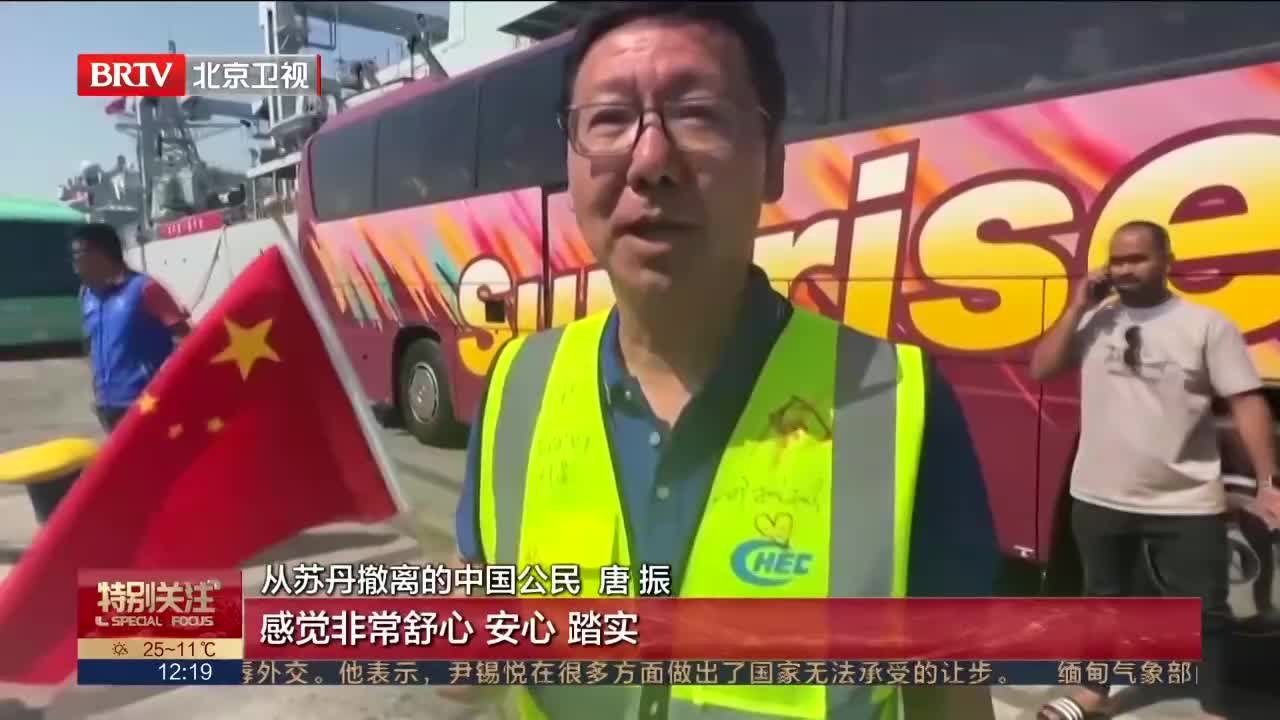 BRTV 北京卫视
sunrise
CHEC
从苏丹撤离的中国公民 唐 振
特别关注
SPECIAL FOCUS
感觉非常舒心 安心 踏实
25~11℃
12:19
外交。他表示，尹锡悦在很多方面做出了国家无法承受的让步。 缅甸气象部